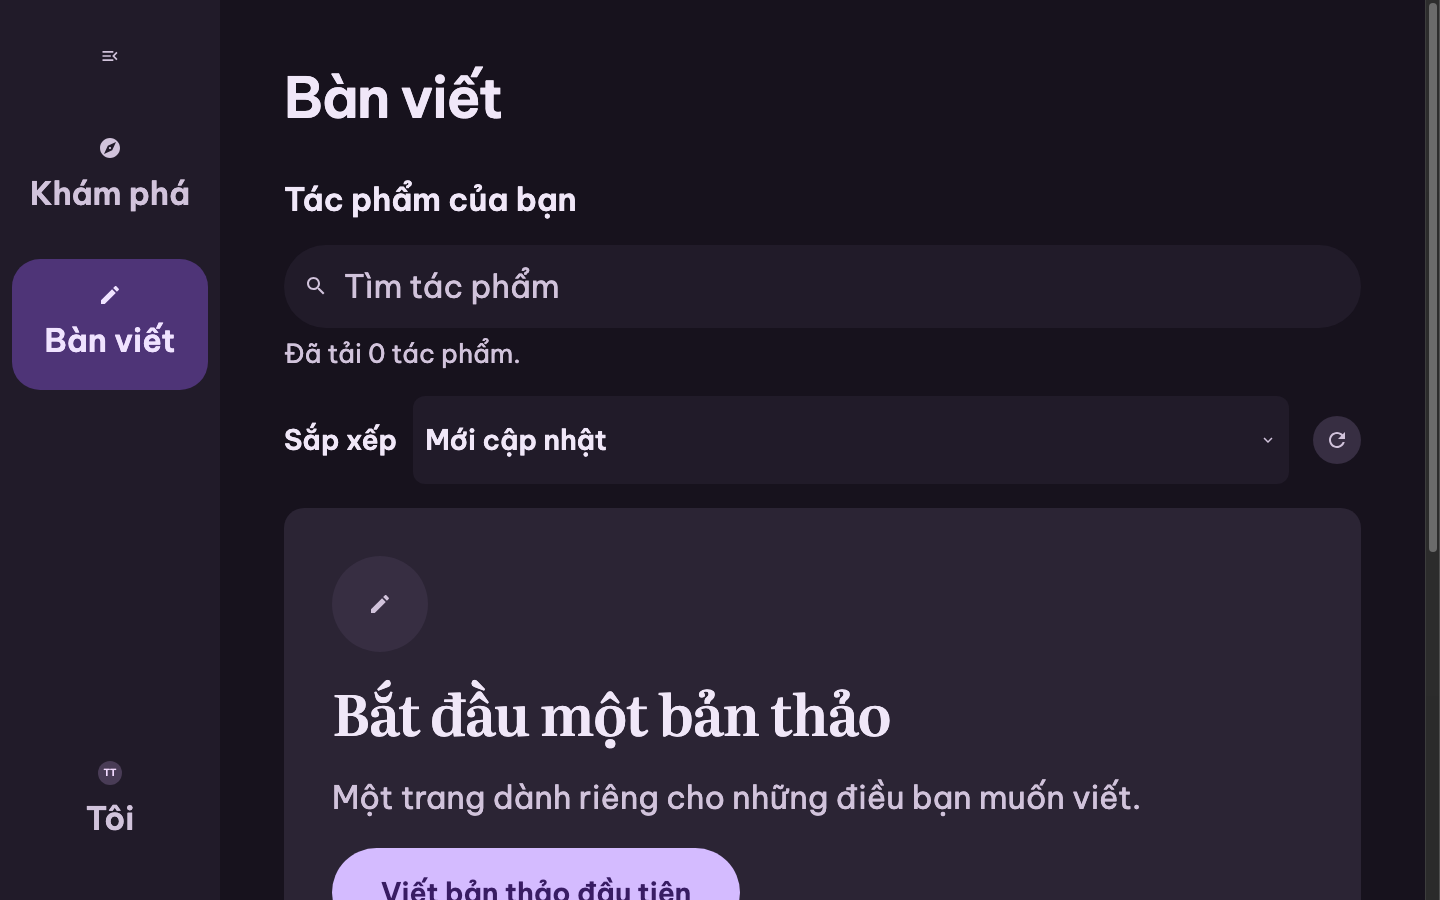 Khám phá
Bàn viết
TT
Tôi
Bàn viết
Tác phẩm của bạn
Tìm tác phẩm
Đã tải 0 tác phẩm.
Sắp xếp
Mới cập nhật
Bắt đầu một bản thảo
Một trang dành riêng cho những điều bạn muốn viết.
Viết bản thảo đầu tiên